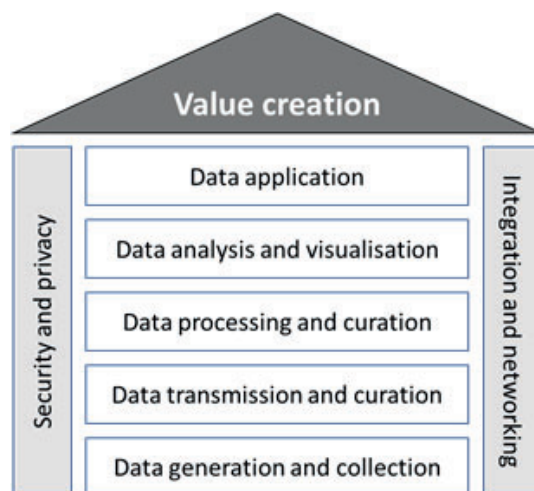 Value creation
Security and privacy
Data application
Data analysis and visualisation
Data processing and curation
Data transmission and curation
Data generation and collection
Integration and networking